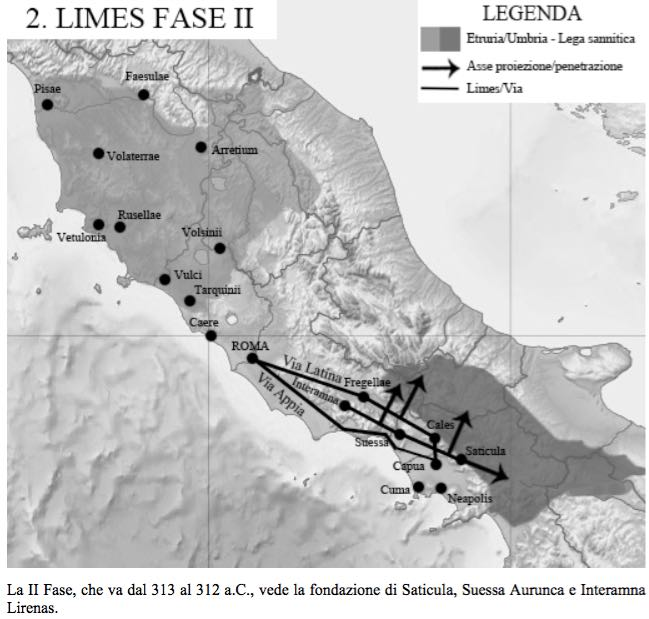 2. LIMES FASE II
LEGENDA
Etruria/Umbria - Lega sannitica
Asse proiezione/penetrazione
Limes/Via
Faesulae
Pisae
Arretium
Volaterrae
Rusellae
Vetulonia
Volsinii
Vulci
Tarquinii
Caere
ROMA
Via Latina
Fregellae
Interamna
Via Appia
Cales
Suessa
Saticula
Capua
Cuma
Neapolis
La II Fase, che va dal 313 al 312 a.C., vede la fondazione di Saticula, Suessa Aurunca e Interamna
Lirenas.